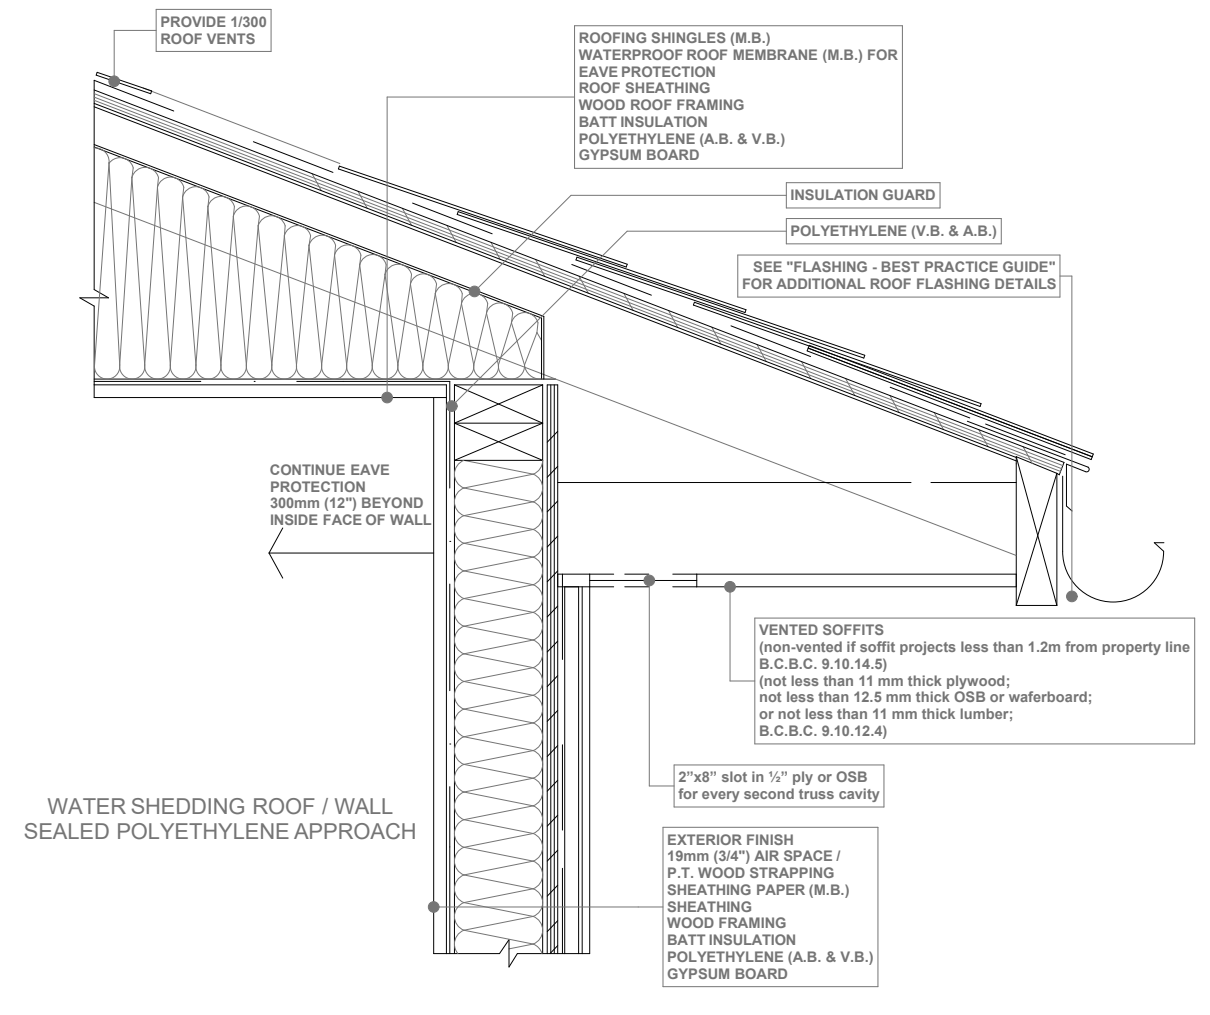 PROVIDE 1/300
ROOF VENTS
ROOFING SHINGLES (M.B.)
WATERPROOF ROOF MEMBRANE (M.B.) FOR
EAVE PROTECTION
ROOF SHEATHING
WOOD ROOF FRAMING
BATT INSULATION
POLYETHYLENE (A.B. & V.B.)
GYPSUM BOARD
INSULATION GUARD
POLYETHYLENE (V.B. & A.B.)
SEE "FLASHING - BEST PRACTICE GUIDE"
FOR ADDITIONAL ROOF FLASHING DETAILS
CONTINUE EAVE
PROTECTION
300mm (12") BEYOND
INSIDE FACE OF WALL
VENTED SOFFITS
(non-vented if soffit projects less than 1.2m from property line
B.C.B.C. 9.10.14.5)
(not less than 11 mm thick plywood;
not less than 12.5 mm thick OSB or waferboard;
or not less than 11 mm thick lumber;
B.C.B.C. 9.10.12.4)
2”x8” slot in ½” ply or OSB
for every second truss cavity
WATER SHEDDING ROOF / WALL
SEALED POLYETHYLENE APPROACH
EXTERIOR FINISH
19mm (3/4") AIR SPACE /
P.T. WOOD STRAPPING
SHEATHING PAPER (M.B.)
SHEATHING
WOOD FRAMING
BATT INSULATION
POLYETHYLENE (A.B. & V.B.)
GYPSUM BOARD